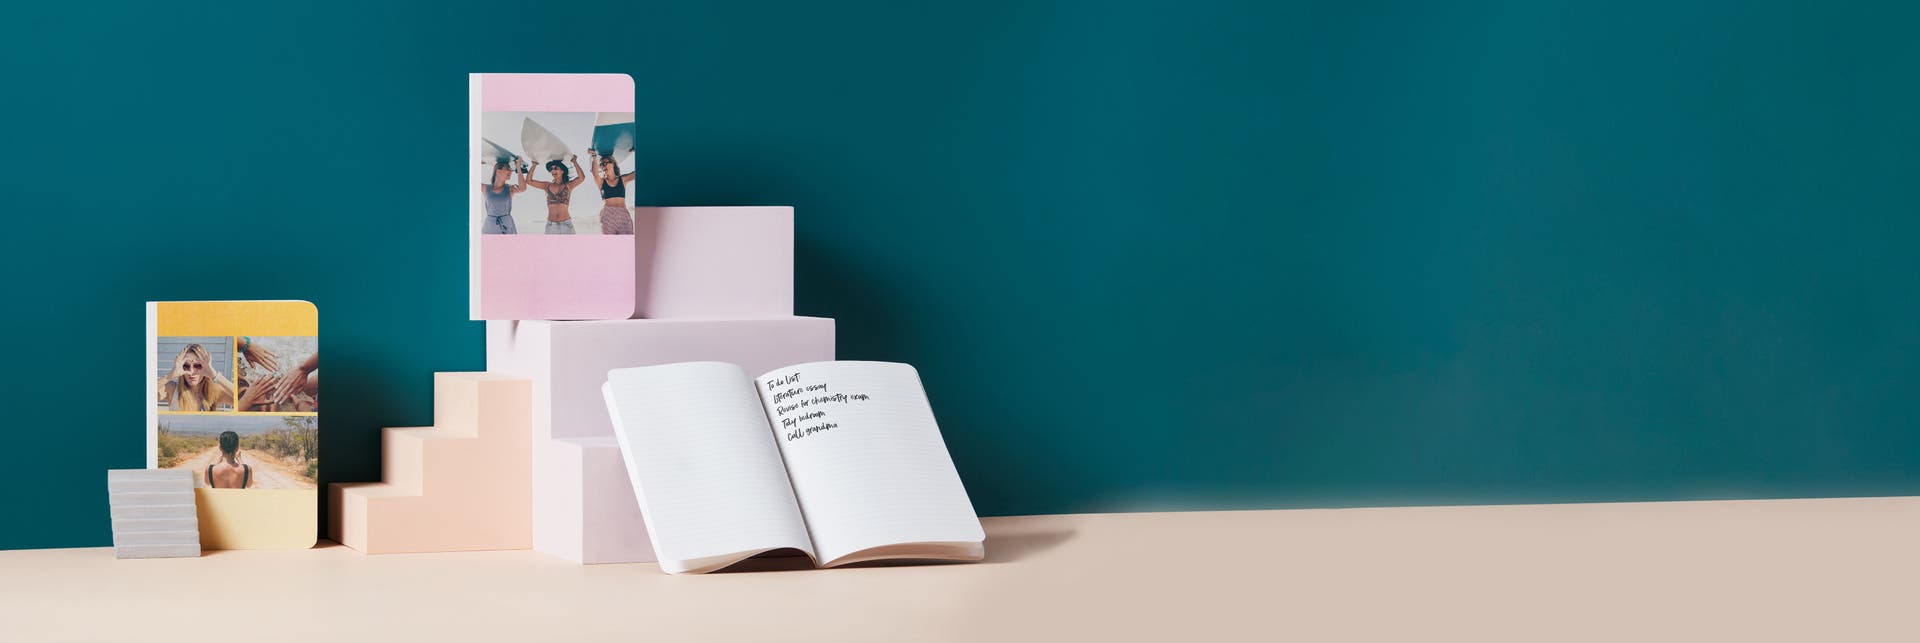 To do list:
Literature essay
Revise for chemistry exam
Tidy bedroom
Call grandma